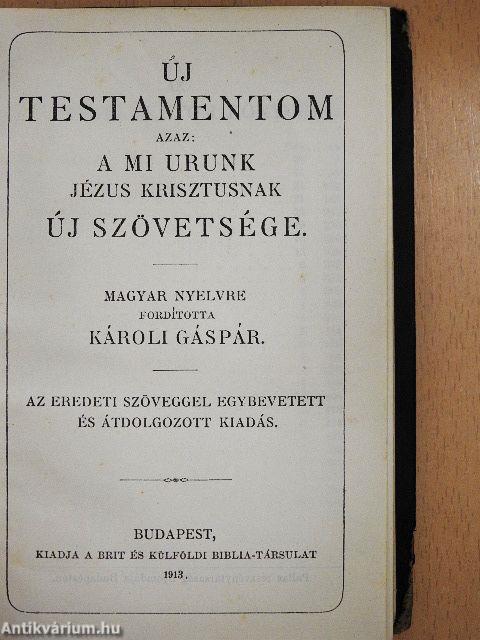 ÚJ
TESTAMENTOM
AZAZ:
A MI URUNK
JÉZUS KRISZTUSNAK
ÚJ SZÖVETSÉGE.
MAGYAR NYELVRE
FORDÍTOTTA
KÁROLI GÁSPÁR.
AZ EREDETI SZÖVEGGEL EGYBEVETETT
ÉS ÁTDOLGOZOTT KIADÁS.
BUDAPEST,
KIADJA A BRIT ÉS KÜLFÖLDI BIBLIA-TÁRSULAT
1913.
Antikvárium.hu